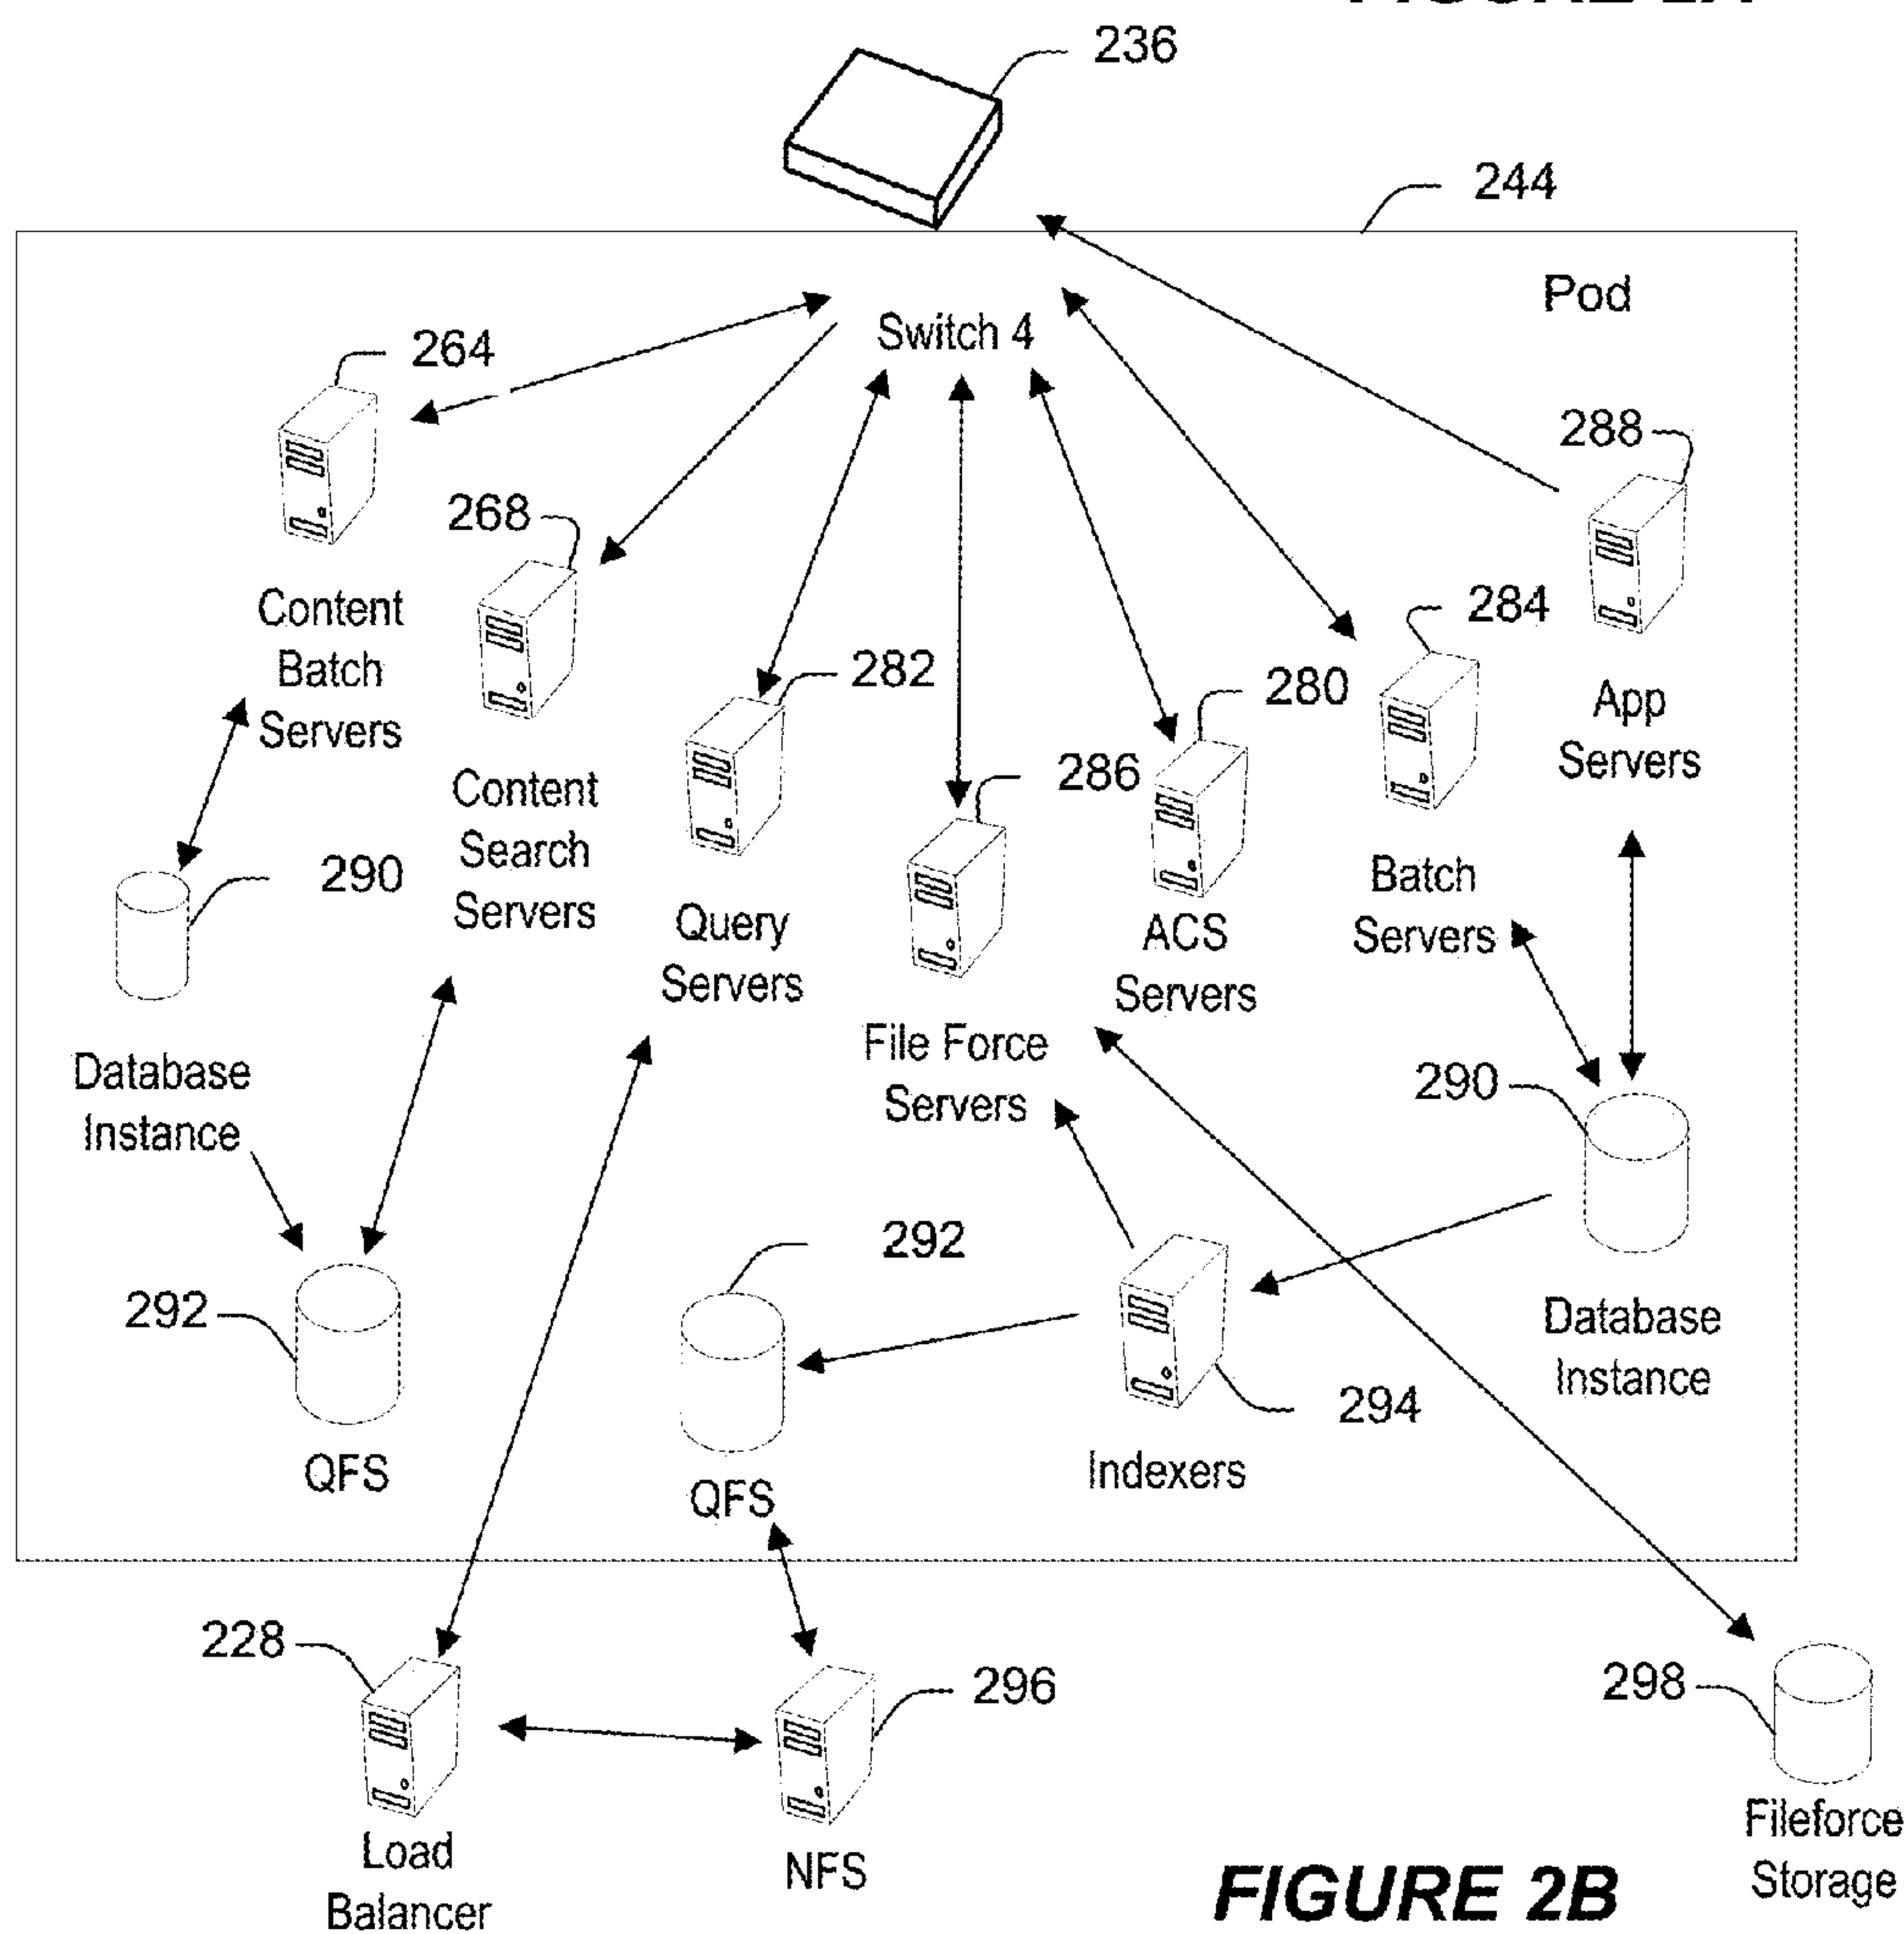 236
244
Pod
Switch 4
264
288
268
284
Content
Batch
Servers
282
280
App
Servers
286
Content
Search
Servers
290
Batch
Servers
Query
Servers
ACS
Servers
File Force
Servers
Database
Instance
290
292
292
Database
Instance
294
QFS
QFS
Indexers
228
296
298
Load
Balancer
NFS
Fileforce
Storage
FIGURE 2B